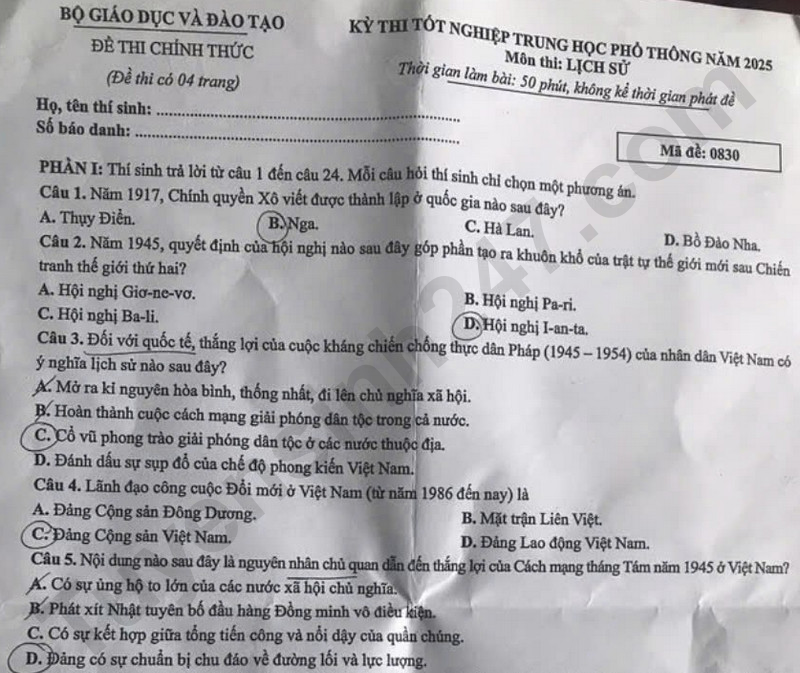 BỘ GIÁO DỤC VÀ ĐÀO TẠO
ĐỀ THI CHÍNH THỨC
(Đề thi có 04 trang)
KỲ THI TỐT NGHIỆP TRUNG HỌC PHỔ THÔNG NĂM 2025
Môn thi: LỊCH SỬ
Thời gian làm bài: 50 phút, không kể thời gian phát đề
Họ, tên thí sinh: ..........
Số báo danh: ..........
Mã đề: 0830
PHẦN I: Thí sinh trả lời từ câu 1 đến câu 24. Mỗi câu hỏi thí sinh chỉ chọn một phương án.
Câu 1. Năm 1917, Chính quyền Xô viết được thành lập ở quốc gia nào sau đây?
A. Thụy Điển. B. Nga. C. Hà Lan. D. Bồ Đào Nha.
Câu 2. Năm 1945, quyết định của hội nghị nào sau đây góp phần tạo ra khuôn khổ của trật tự thế giới mới sau Chiến
tranh thế giới thứ hai?
A. Hội nghị Giơ-ne-vơ. B. Hội nghị Pa-ri.
C. Hội nghị Ba-li. D. Hội nghị I-an-ta.
Câu 3. Đối với quốc tế, thắng lợi của cuộc kháng chiến chống thực dân Pháp (1945 – 1954) của nhân dân Việt Nam có
ý nghĩa lịch sử nào sau đây?
A. Mở ra kỉ nguyên hòa bình, thống nhất, đi lên chủ nghĩa xã hội.
B. Hoàn thành cuộc cách mạng giải phóng dân tộc trong cả nước.
C. Cổ vũ phong trào giải phóng dân tộc ở các nước thuộc địa.
D. Đánh dấu sự sụp đổ của chế độ phong kiến Việt Nam.
Câu 4. Lãnh đạo công cuộc Đổi mới ở Việt Nam (từ năm 1986 đến nay) là
A. Đảng Cộng sản Đông Dương. B. Mặt trận Liên Việt.
C. Đảng Cộng sản Việt Nam. D. Đảng Lao động Việt Nam.
Câu 5. Nội dung nào sau đây là nguyên nhân chủ quan dẫn đến thắng lợi của Cách mạng tháng Tám năm 1945 ở Việt Nam?
A. Có sự ủng hộ to lớn của các nước xã hội chủ nghĩa.
B. Phát xít Nhật tuyên bố đầu hàng Đồng minh vô điều kiện.
C. Có sự kết hợp giữa tổng tiến công và nổi dậy của quần chúng.
D. Đảng có sự chuẩn bị chu đáo về đường lối và lực lượng.
tuyensinh247.com